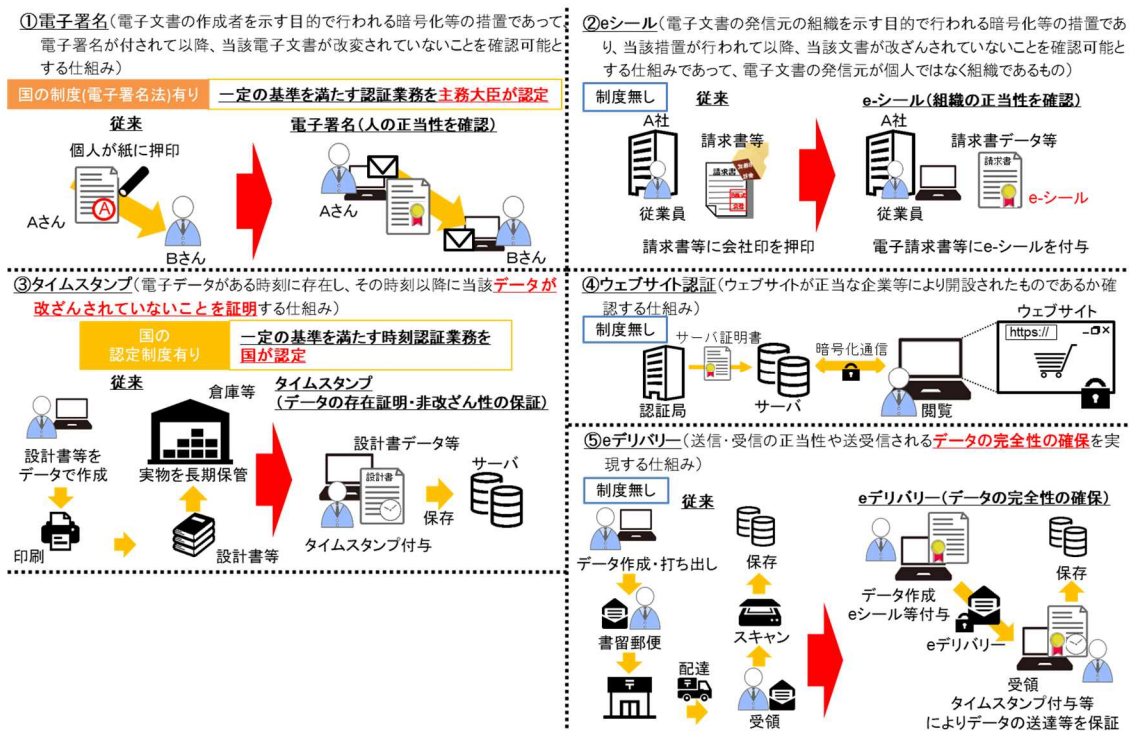 ①電子署名(電子文書の作成者を示す目的で行われる暗号化等の措置であって、
電子署名が付されて以降、当該電子文書が改変されていないことを確認可能と
する仕組み)
国の制度(電子署名法)有り
一定の基準を満たす認証業務を主務大臣が認定
従来
個人が紙に押印
A
Aさん
Bさん
電子署名(人の正当性を確認)
Aさん
Bさん
②eシール(電子文書の発信元の組織を示す目的で行われる暗号化等の措置であ
り、当該措置が行われて以降、当該文書が改ざんされていないことを確認可能と
する仕組みであって、電子文書の発信元が個人ではなく組織であるもの)
制度無し
従来
A社
請求書等
請求書
従業員
請求書等に会社印を押印
e-シール(組織の正当性を確認)
A社
請求書データ等
請求書
e-シール
従業員
電子請求書等にe-シールを付与
③タイムスタンプ(電子データがある時刻に存在し、その時刻以降に当該データが
改ざんされていないことを証明する仕組み)
国の
認定制度有り
一定の基準を満たす時刻認証業務を
国が認定
従来
倉庫等
設計書等を
データで作成
実物を長期保管
印刷
設計書等
タイムスタンプ
(データの存在証明・非改ざん性の保証)
設計書データ等
設計書
サーバ
保存
タイムスタンプ付与
④ウェブサイト認証(ウェブサイトが正当な企業等により開設されたものであるか確
認する仕組み)
制度無し
サーバ証明書
暗号化通信
ウェブサイト
https://
認証局
サーバ
閲覧
⑤eデリバリー(送信・受信の正当性や送受信されるデータの完全性の確保を実
現する仕組み)
制度無し
従来
データ作成・打ち出し
保存
書留郵便
スキャン
配達
〒
〒
受領
eデリバリー(データの完全性の確保)
保存
データ作成
eシール等付与
eデリバリー
受領
タイムスタンプ付与等
によりデータの送達等を保証